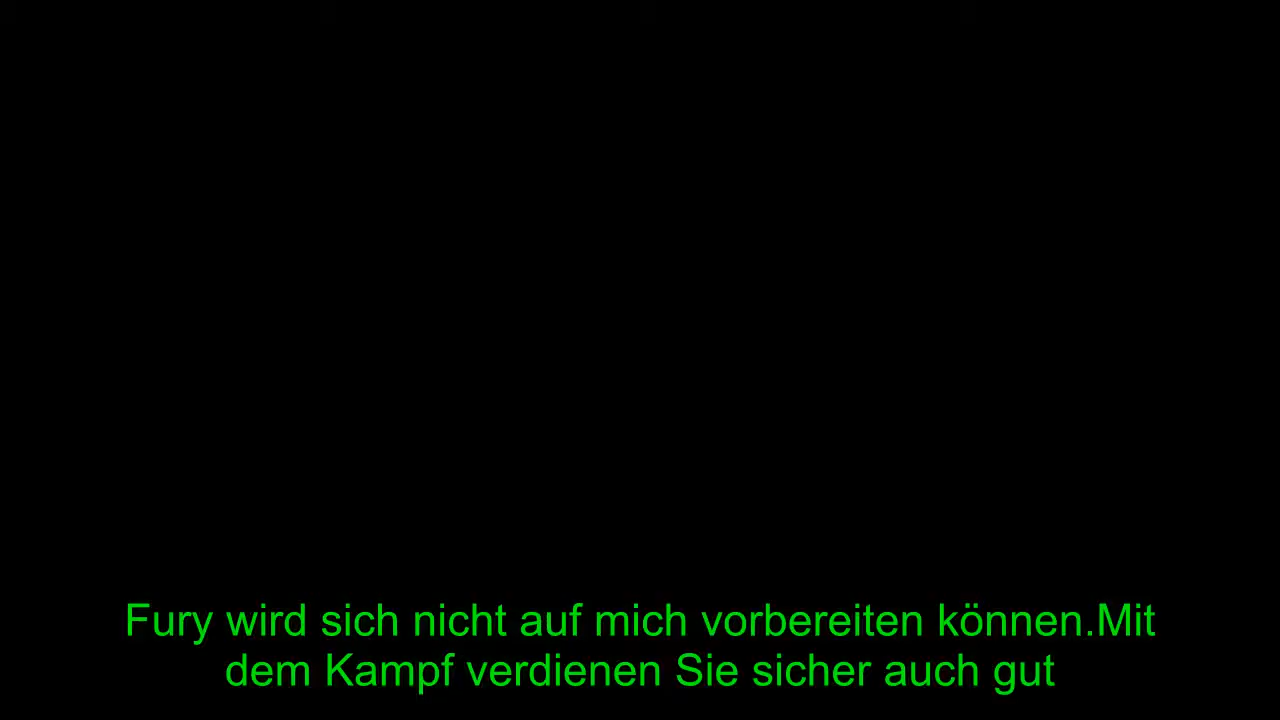 Fury wird sich nicht auf mich vorbereiten können.Mit
dem Kampf verdienen Sie sicher auch gut